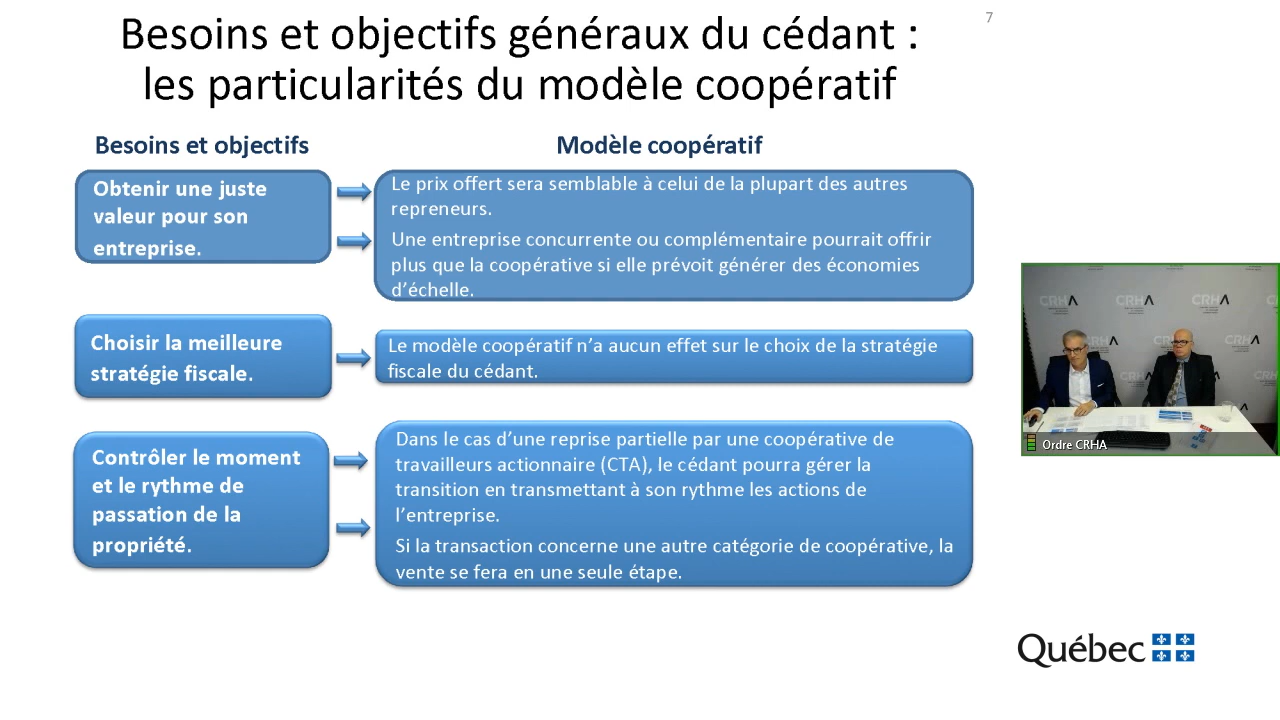 7
Besoins et objectifs généraux du cédant :
les particularités du modèle coopératif
Besoins et objectifs
Modèle coopératif
Obtenir une juste
valeur pour son
entreprise.
Le prix offert sera semblable à celui de la plupart des autres
repreneurs.
Une entreprise concurrente ou complémentaire pourrait offrir
plus que la coopérative si elle prévoit générer des économies
d’échelle.
Choisir la meilleure
stratégie fiscale.
Le modèle coopératif n’a aucun effet sur le choix de la stratégie
fiscale du cédant.
Contrôler le moment
et le rythme de
passation de la
propriété.
Dans le cas d’une reprise partielle par une coopérative de
travailleurs actionnaire (CTA), le cédant pourra gérer la
transition en transmettant à son rythme les actions de
l’entreprise.
Si la transaction concerne une autre catégorie de coopérative, la
vente se fera en une seule étape.
CRHA
CRHA
CRHA
CRHA
Ordre CRHA
Québec